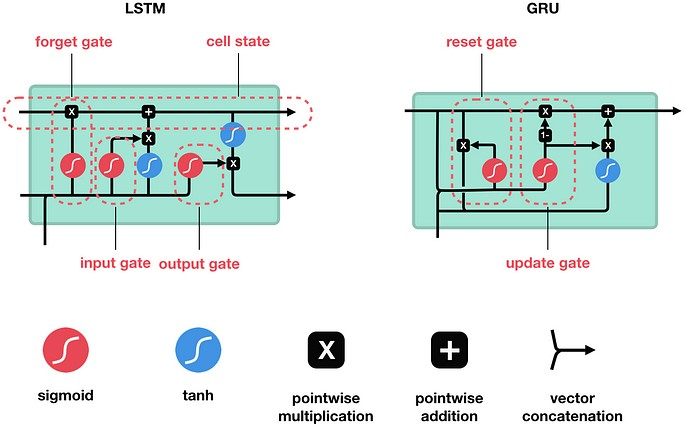 LSTM
GRU
forget gate
cell state
reset gate
x
+
x
x
x
1-
+
x
x
input gate
output gate
update gate
X
+
sigmoid
tanh
pointwise
multiplication
pointwise
addition
vector
concatenation